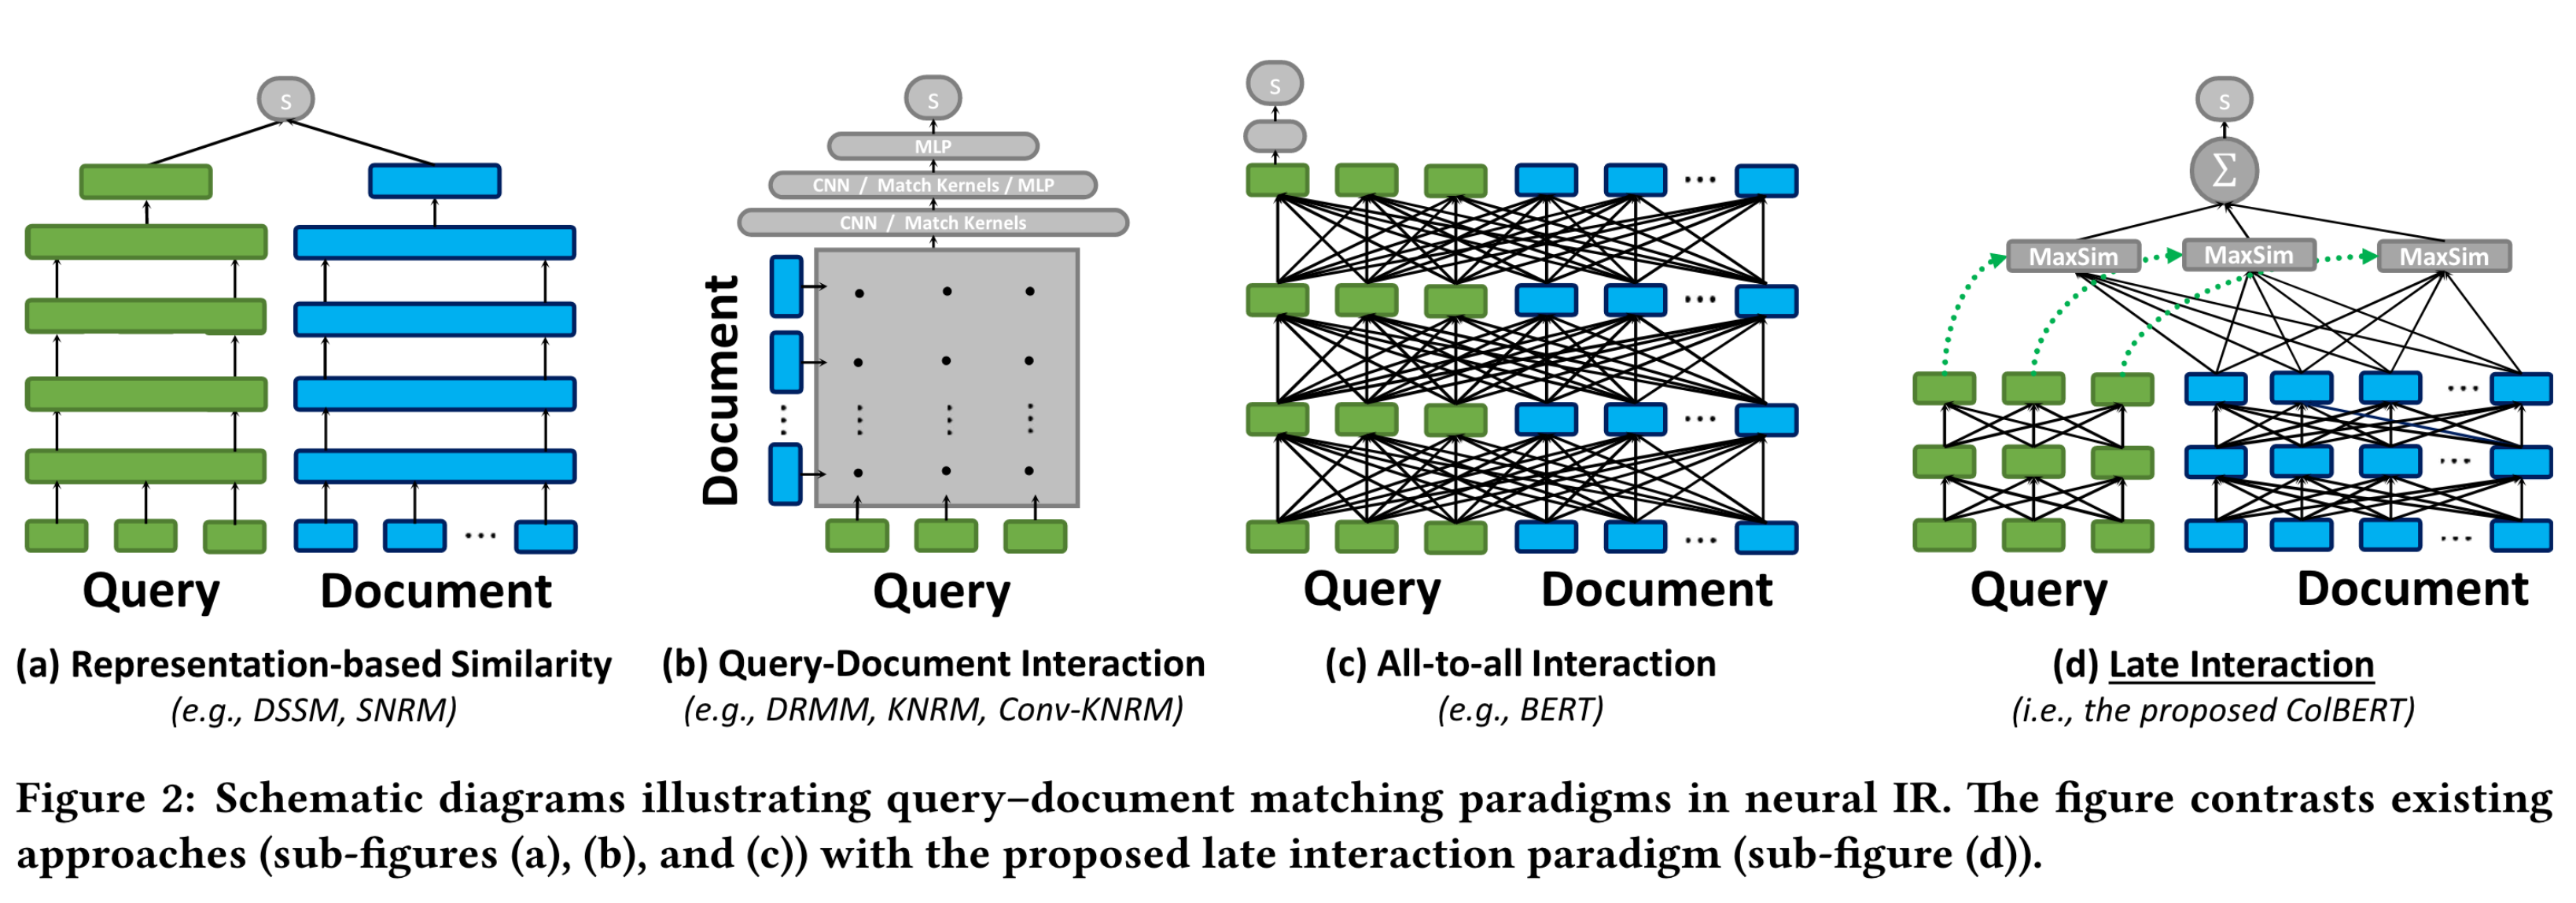 s
Query
Document
(a) Representation-based Similarity
(e.g., DSSM, SNRM)
s
MLP
CNN / Match Kernels / MLP
CNN / Match Kernels
Document
Query
(b) Query-Document Interaction
(e.g., DRMM, KNRM, Conv-KNRM)
s
Query
Document
(c) All-to-all Interaction
(e.g., BERT)
s
Σ
MaxSim
MaxSim
MaxSim
Query
Document
(d) Late Interaction
(i.e., the proposed ColBERT)
Figure 2: Schematic diagrams illustrating query–document matching paradigms in neural IR. The figure contrasts existing
approaches (sub-figures (a), (b), and (c)) with the proposed late interaction paradigm (sub-figure (d)).